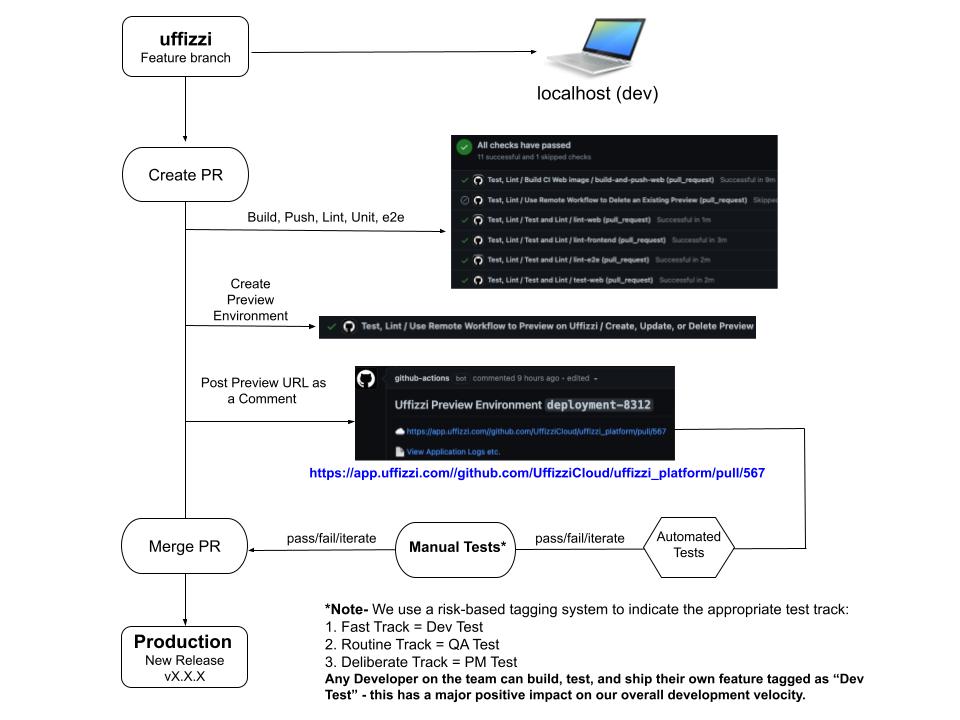 uffizzi
Feature branch
localhost (dev)
Create PR
All checks have passed
11 successful and 1 skipped checks
Test, Lint / Build CI Web image / build-and-push-web (pull_request) Successful in 9m
Test, Lint / Use Remote Workflow to Delete an Existing Preview (pull_request) Skipped
Test, Lint / Test and Lint / lint-web (pull_request) Successful in 1m
Test, Lint / Test and Lint / lint-frontend (pull_request) Successful in 3m
Test, Lint / Test and Lint / lint-e2e (pull_request) Successful in 2m
Test, Lint / Test and Lint / test-web (pull_request) Successful in 2m
Build, Push, Lint, Unit, e2e
Create
Preview
Environment
Test, Lint / Use Remote Workflow to Preview on Uffizzi / Create, Update, or Delete Preview
Post Preview URL as
a Comment
github-actions bot commented 9 hours ago - edited
Uffizzi Preview Environment deployment-8312
https://app.uffizzi.com//github.com/UffizziCloud/uffizzi_platform/pull/567
View Application Logs etc.
https://app.uffizzi.com//github.com/UffizziCloud/uffizzi_platform/pull/567
Merge PR
pass/fail/iterate
Manual Tests*
pass/fail/iterate
Automated
Tests
Production
New Release
vX.X.X
*Note- We use a risk-based tagging system to indicate the appropriate test track:
1. Fast Track = Dev Test
2. Routine Track = QA Test
3. Deliberate Track = PM Test
Any Developer on the team can build, test, and ship their own feature tagged as “Dev
Test” - this has a major positive impact on our overall development velocity.